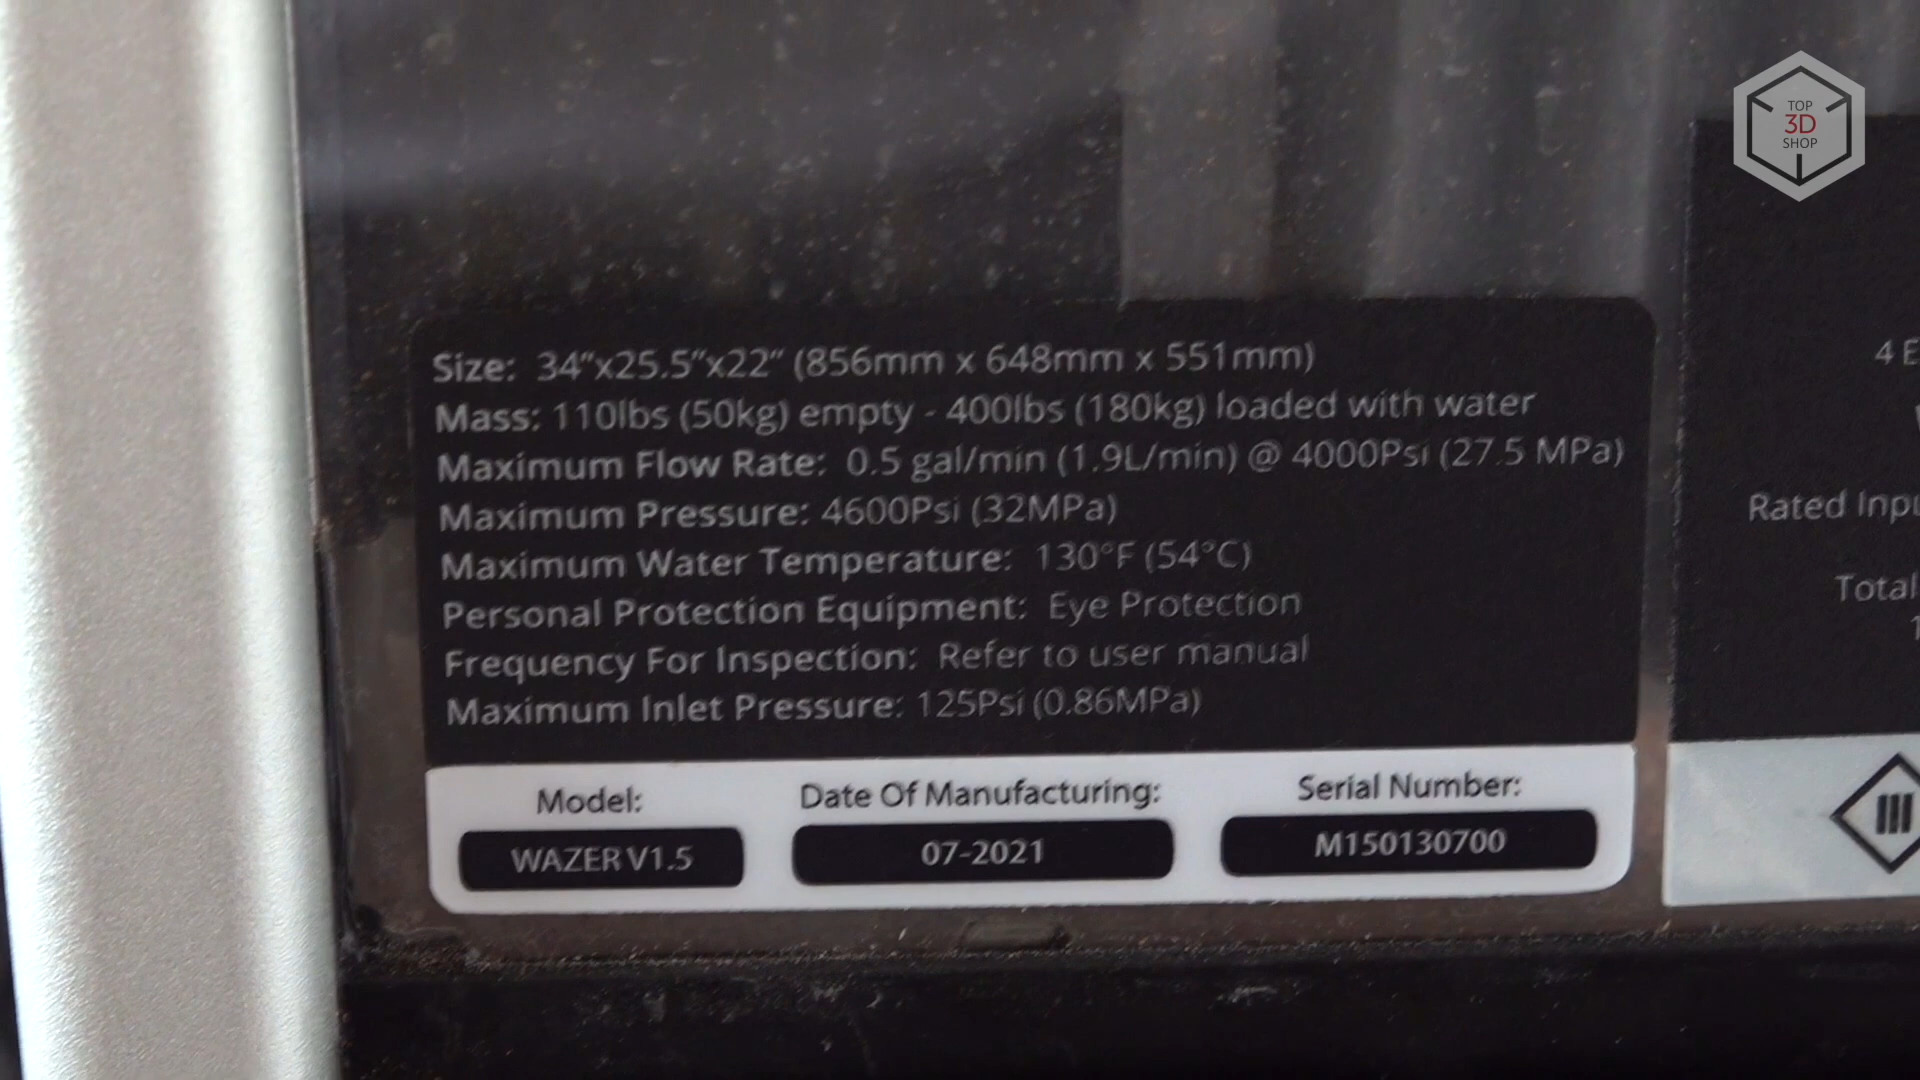 TOP
3D
SHOP
Size: 34"x25.5"x22" (856mm x 648mm x 551mm)
Mass: 110lbs (50kg) empty - 400lbs (180kg) loaded with water
Maximum Flow Rate: 0.5 gal/min (1.9L/min) @ 4000Psi (27.5 MPa)
Maximum Pressure: 4600Psi (32MPa)
Maximum Water Temperature: 130°F (54°C)
Personal Protection Equipment: Eye Protection
Frequency For Inspection: Refer to user manual
Maximum Inlet Pressure: 125Psi (0.86MPa)
Model: Date Of Manufacturing: Serial Number:
WAZER V1.5 07-2021 M150130700
4 E
Rated Inpu
Total